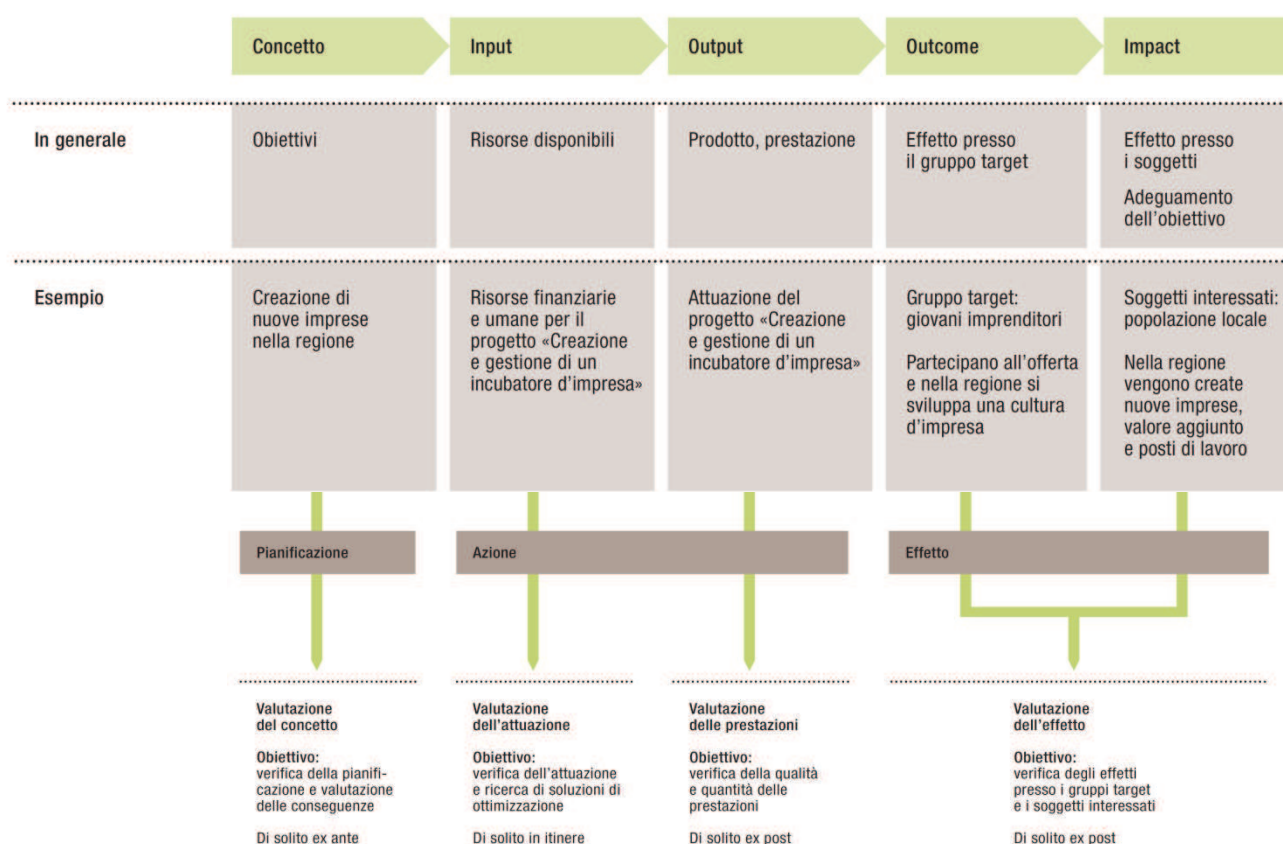 Concetto
Input
Output
Outcome
Impact
In generale
Obiettivi
Risorse disponibili
Prodotto, prestazione
Effetto presso
il gruppo target
Effetto presso
i soggetti
Adeguamento
dell'obiettivo
Esempio
Creazione di
nuove imprese
nella regione
Risorse finanziarie
e umane per il
progetto «Creazione
e gestione di un
incubatore d'impresa»
Attuazione del
progetto «Creazione
e gestione di un
incubatore d'impresa»
Gruppo target:
giovani imprenditori
Partecipano all'offerta
e nella regione si
sviluppa una cultura
d'impresa
Soggetti interessati:
popolazione locale
Nella regione
vengono create
nuove imprese,
valore aggiunto
e posti di lavoro
Pianificazione
Azione
Effetto
Valutazione
del concetto
Obiettivo:
verifica della pianifi-
cazione e valutazione
delle conseguenze
Di solito ex ante
Valutazione
dell'attuazione
Obiettivo:
verifica dell'attuazione
e ricerca di soluzioni di
ottimizzazione
Di solito in itinere
Valutazione
delle prestazioni
Obiettivo:
verifica della qualità
e quantità delle
prestazioni
Di solito ex post
Valutazione
dell'effetto
Obiettivo:
verifica degli effetti
presso i gruppi target
e i soggetti interessati
Di solito ex post